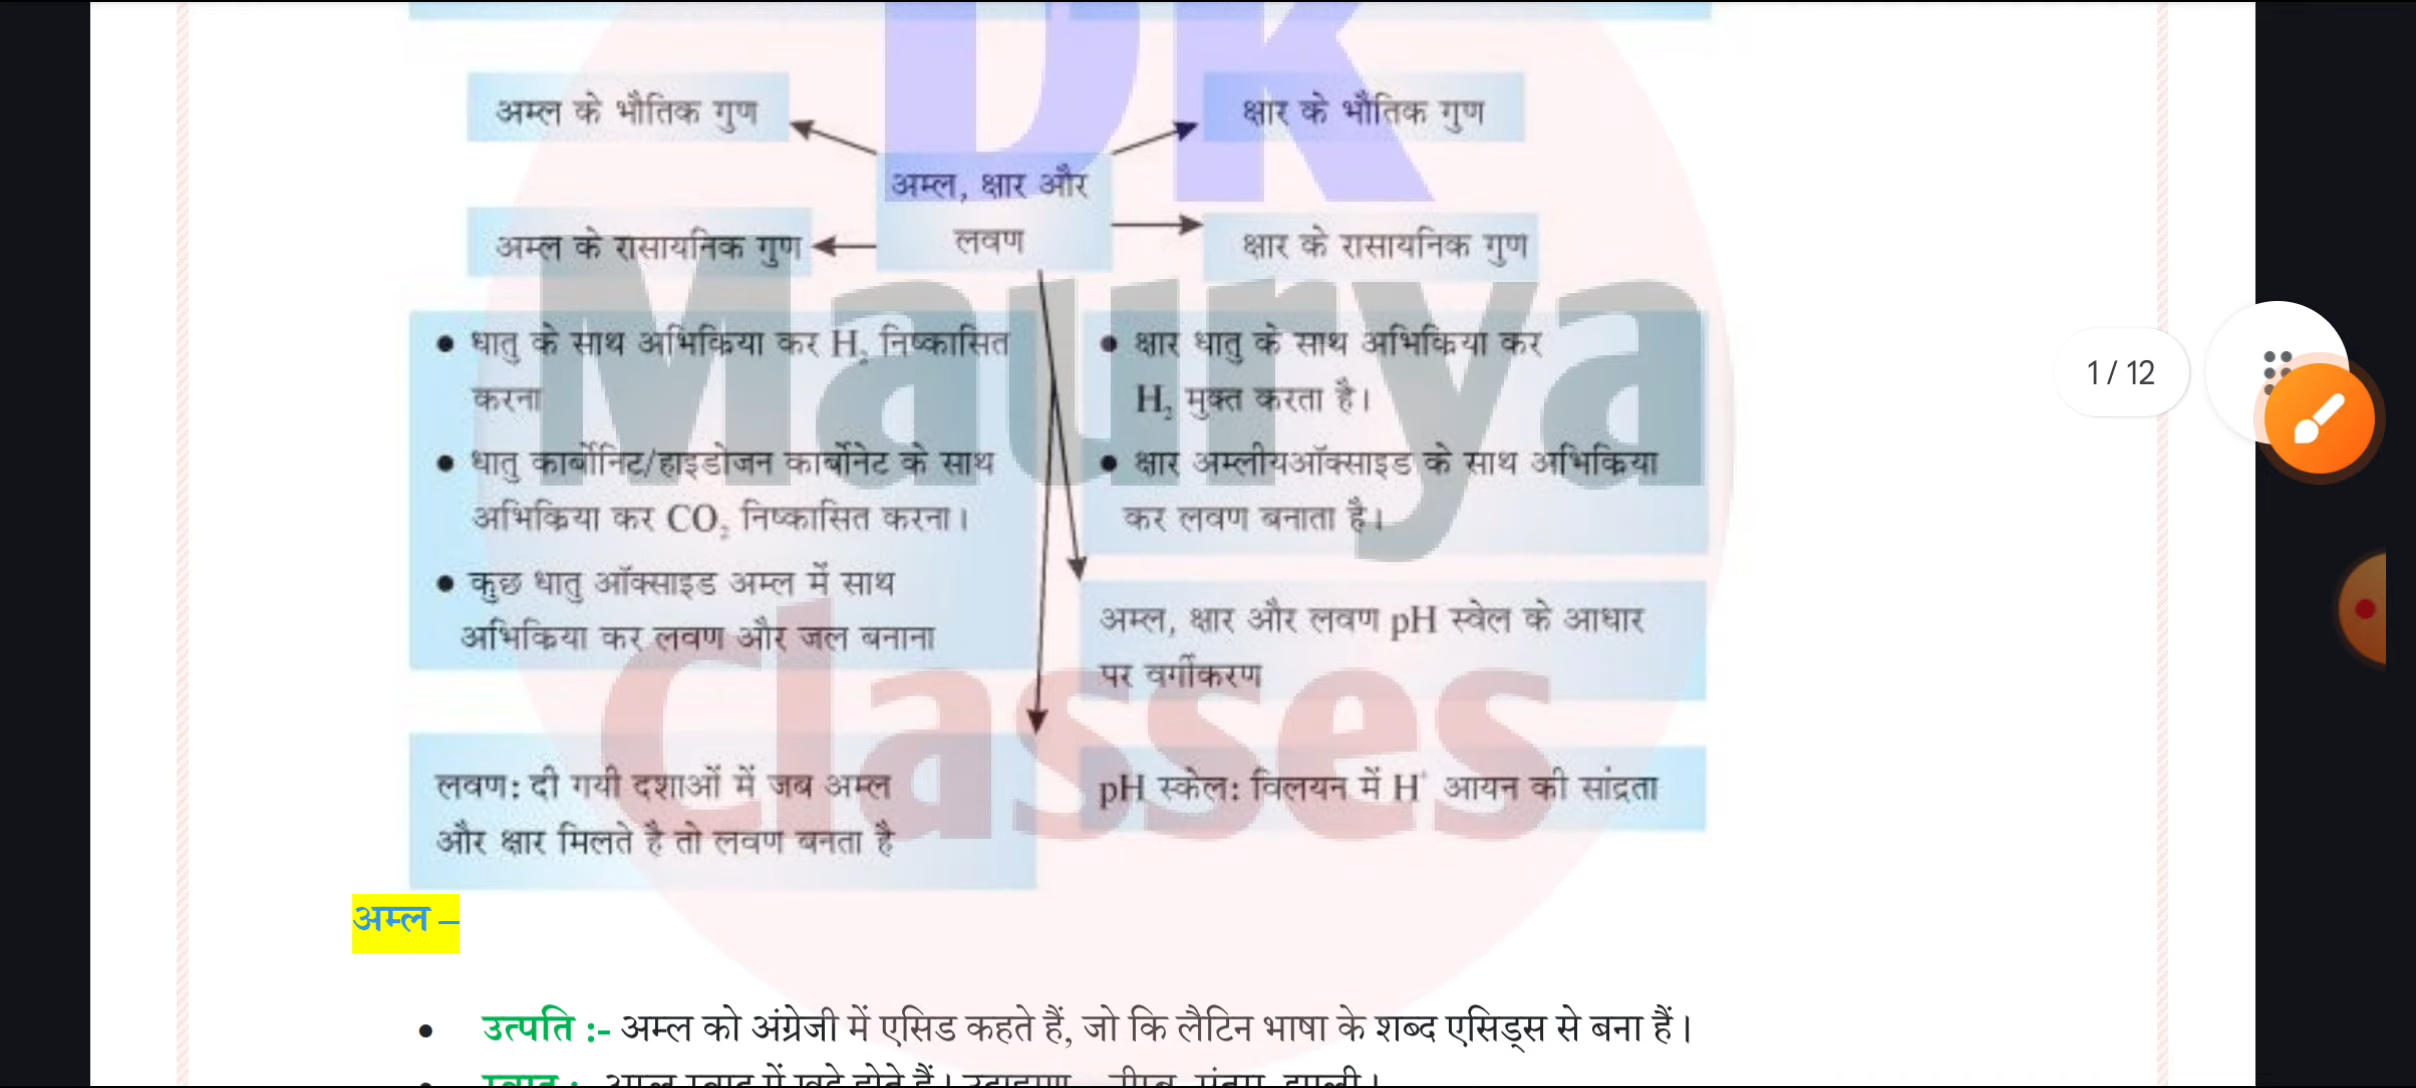 DK
Maurya
Classes
अम्ल के भौतिक गुण
क्षार के भौतिक गुण
अम्ल, क्षार और
लवण
अम्ल के रासायनिक गुण
क्षार के रासायनिक गुण
● धातु के साथ अभिक्रिया कर H₂ निष्कासित
करना
● धातु कार्बोनिट/हाइडोजन कार्बोनेट के साथ
अभिक्रिया कर CO₂ निष्कासित करना।
● कुछ धातु ऑक्साइड अम्ल में साथ
अभिक्रिया कर लवण और जल बनाना
● क्षार धातु के साथ अभिक्रिया कर
H₂ मुक्त करता है।
● क्षार अम्लीयऑक्साइड के साथ अभिक्रिया
कर लवण बनाता है।
अम्ल, क्षार और लवण pH स्वेल के आधार
पर वर्गीकरण
लवण: दी गयी दशाओं में जब अम्ल
और क्षार मिलते है तो लवण बनता है
pH स्केल: विलयन में H⁺ आयन की सांद्रता
1 / 12
अम्ल –
• उत्पति :- अम्ल को अंग्रेजी में एसिड कहते हैं, जो कि लैटिन भाषा के शब्द एसिड्स से बना हैं।